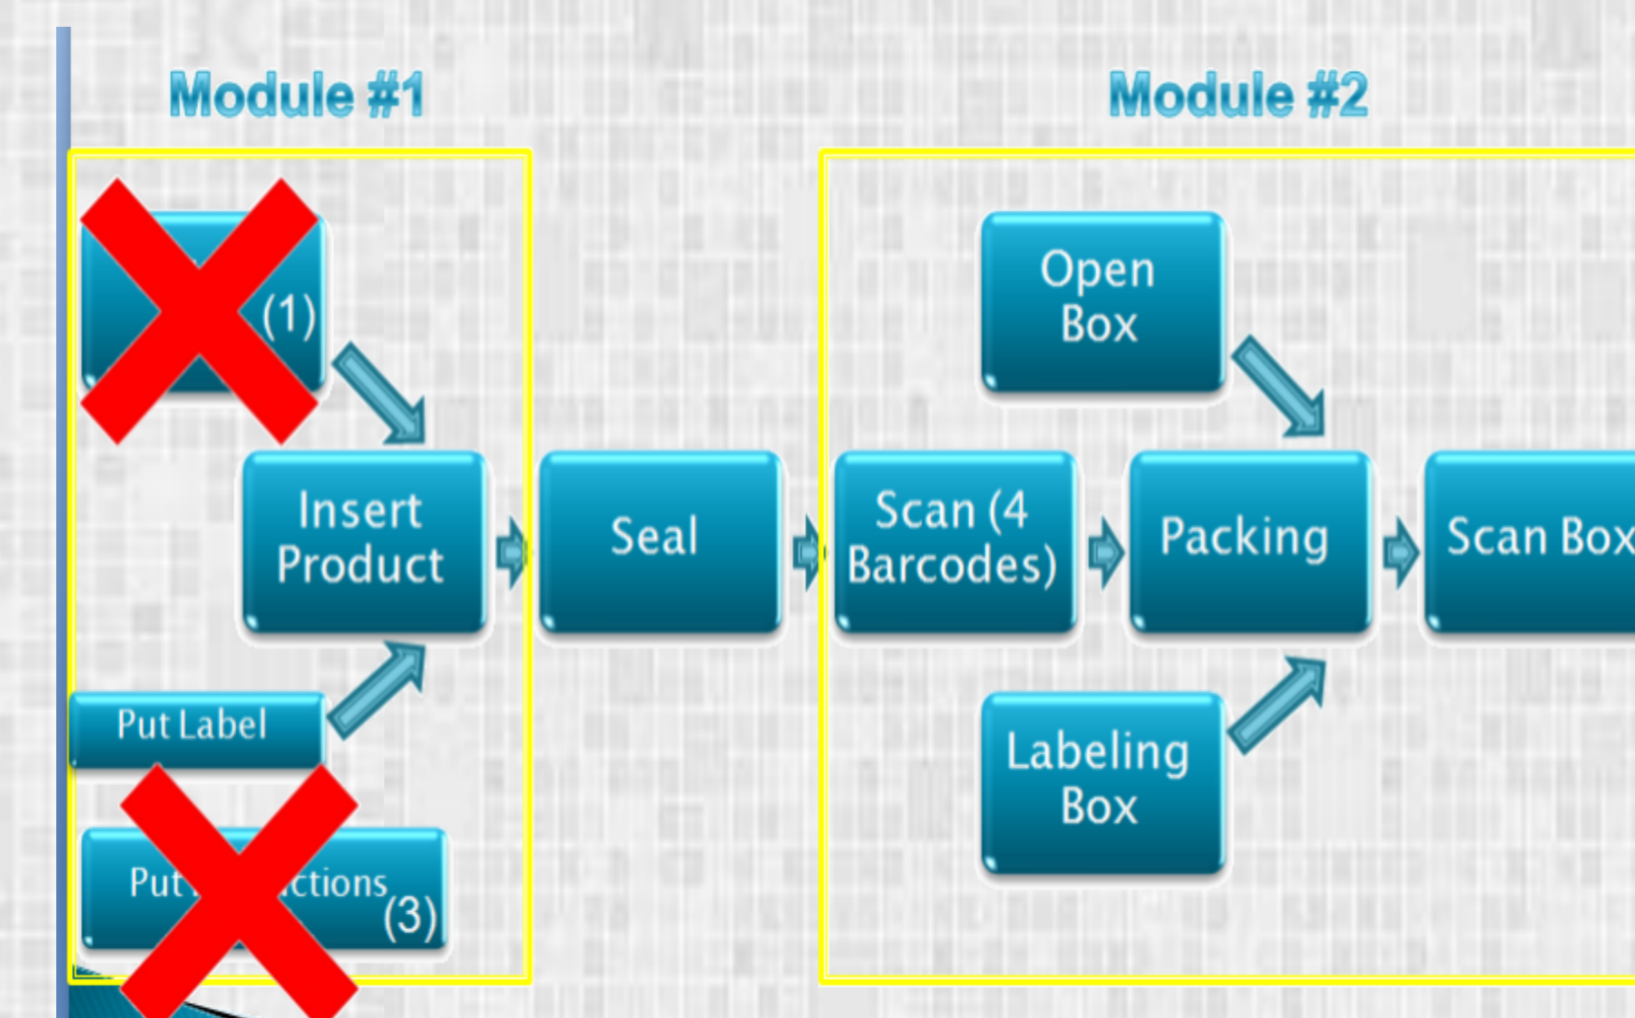 Module #1
Module #2
(1)
Open
Box
Insert
Product
Seal
Scan (4
Barcodes)
Packing
Scan Box
Put Label
Labeling
Box
Put
(3)